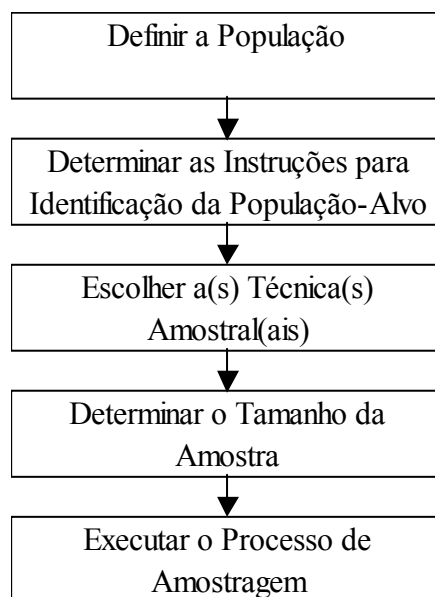 Definir a População
Determinar as Instruções para
Identificação da População-Alvo
Escolher a(s) Técnica(s)
Amostral(ais)
Determinar o Tamanho da
Amostra
Executar o Processo de
Amostragem